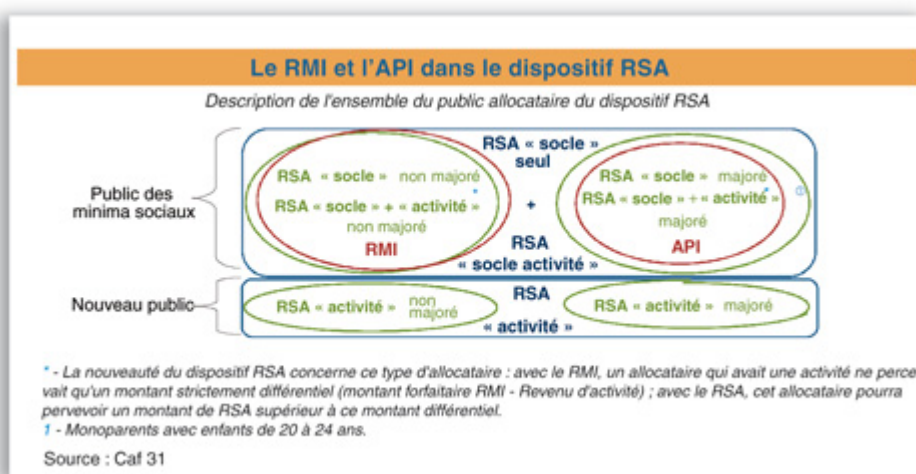 Le RMI et l'API dans le dispositif RSA
Description de l'ensemble du public allocataire du dispositif RSA
Public des
minima sociaux
RSA « socle »
seul
RSA « socle » non majoré
*
RSA « socle » + « activité »
non majoré
RMI
+
RSA
« socle activité »
RSA « socle » majoré
*
RSA « socle » + « activité »
majoré
API
1
Nouveau public
RSA « activité » non
majoré
RSA
« activité »
RSA « activité » majoré
* - La nouveauté du dispositif RSA concerne ce type d'allocataire : avec le RMI, un allocataire qui avait une activité ne perce
vait qu'un montant strictement différentiel (montant forfaitaire RMI - Revenu d'activité) ; avec le RSA, cet allocataire pourra
pervevoir un montant de RSA supérieur à ce montant différentiel.
1 - Monoparents avec enfants de 20 à 24 ans.
Source : Caf 31